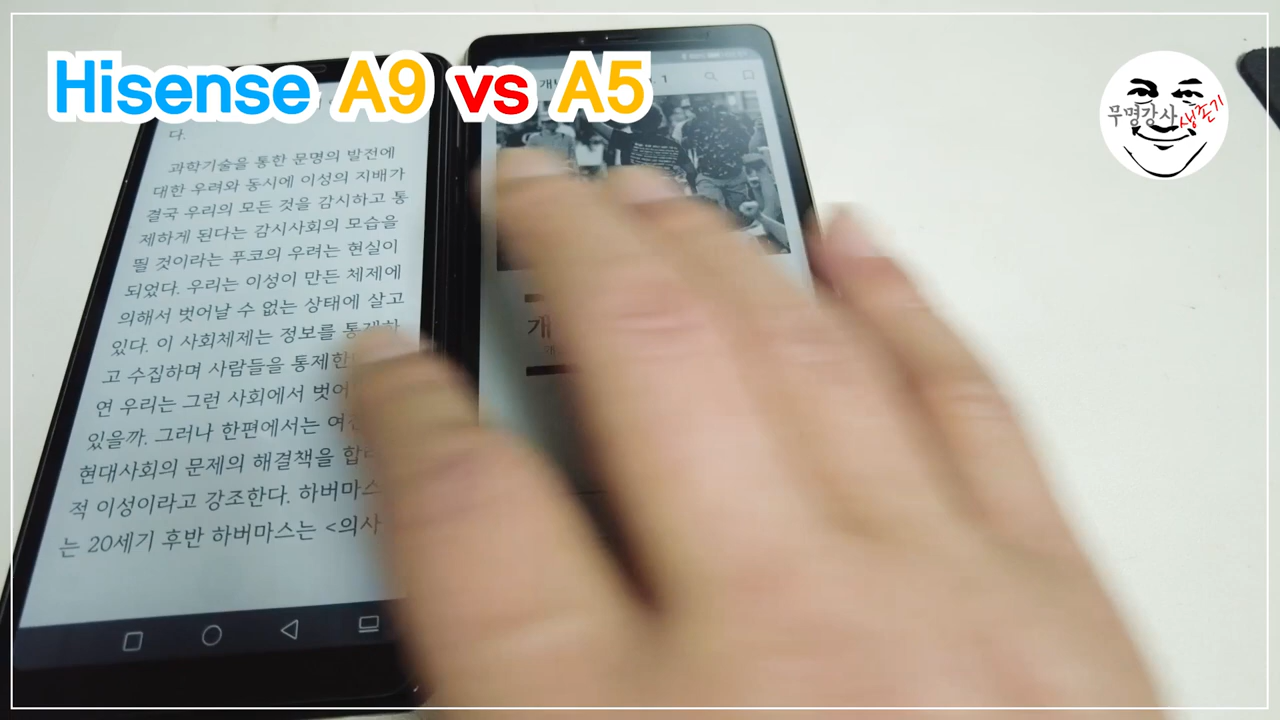 Hisense A9 vs A5
무명강사 생존기
다.
과학기술을 통한 문명의 발전에
대한 우려와 동시에 이성의 지배가
결국 우리의 모든 것을 감시하고 통
제하게 된다는 감시사회의 모습을
띌 것이라는 푸코의 우려는 현실이
되었다. 우리는 이성이 만든 체제에
의해서 벗어날 수 없는 상태에 살고
있다. 이 사회체제는 정보를 통제하
고 수집하며 사람들을
연 우리는 그런 사회에서
있을까. 그러나 한편에서는
현대사회의 문제의 해결책을
적 이성이라고 강조한다. 하버마스
는 20세기 후반 하버마스는 <의사
1
개